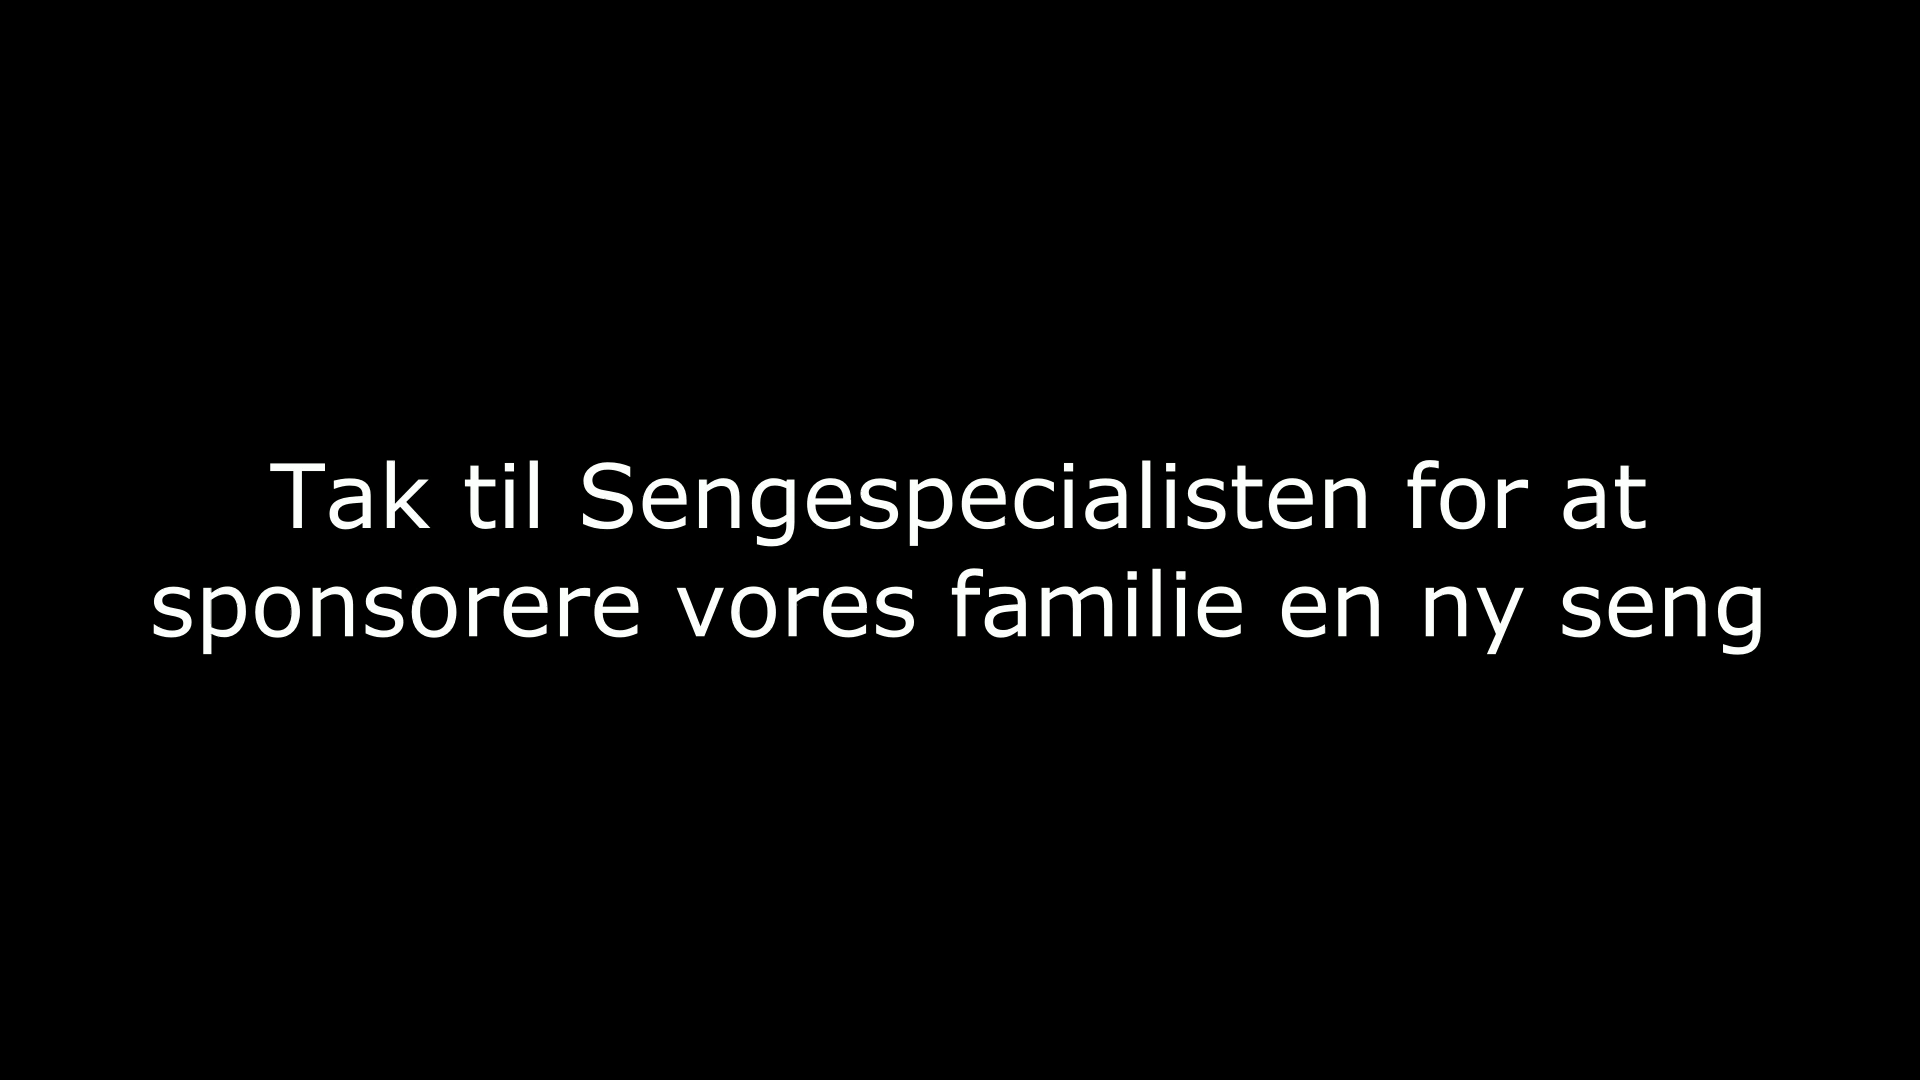 Tak til Sengespecialisten for at
sponsorere vores familie en ny seng